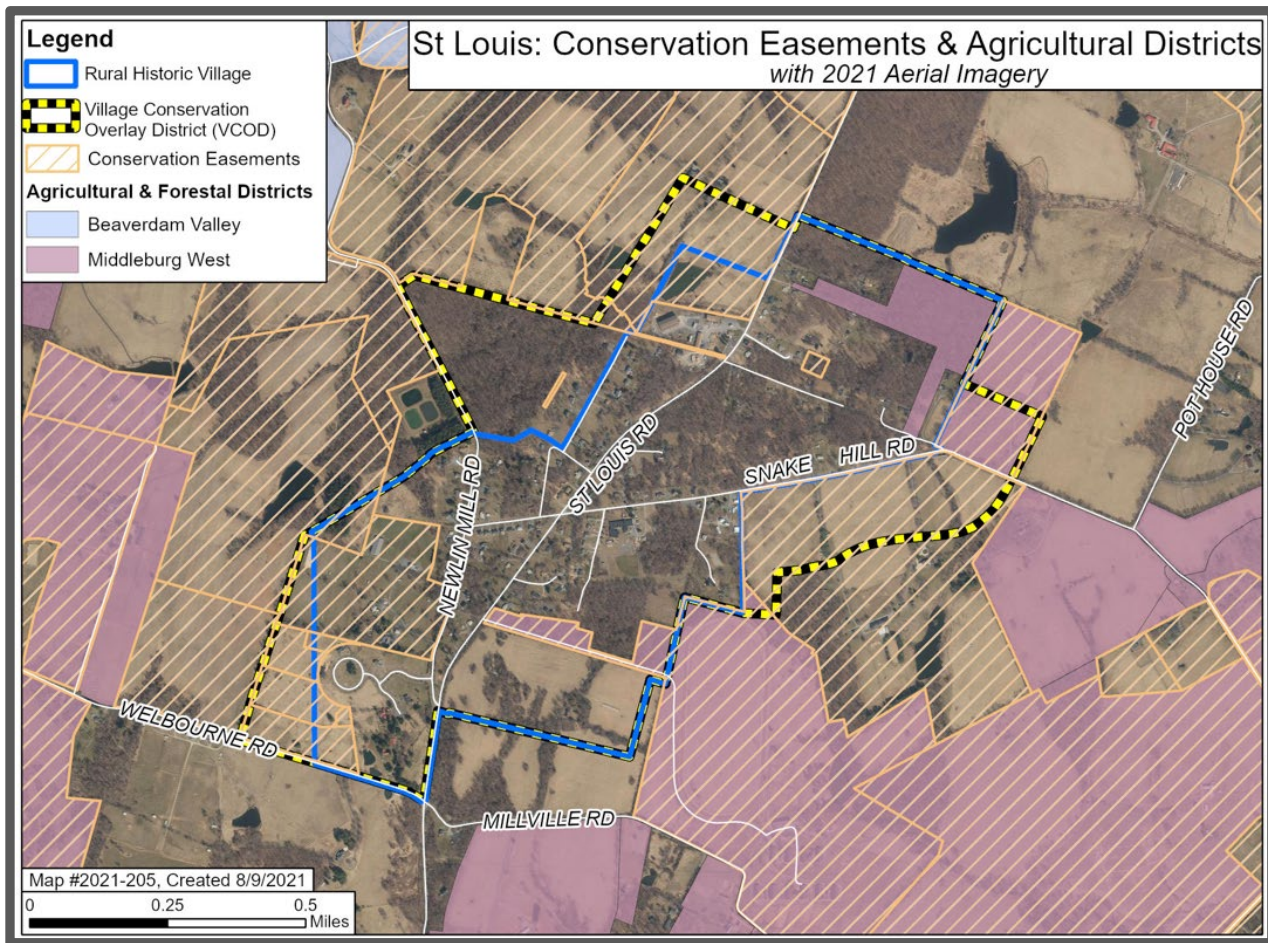 St Louis: Conservation Easements & Agricultural Districts
with 2021 Aerial Imagery
Legend
Rural Historic Village
Village Conservation
Overlay District (VCOD)
Conservation Easements
Agricultural & Forestal Districts
Beaverdam Valley
Middleburg West
POT HOUSE RD
ST LOUIS RD
SNAKE HILL RD
NEWLIN MILL RD
WELBOURNE RD
MILLVILLE RD
Map #2021-205, Created 8/9/2021
0 0.25 0.5
Miles